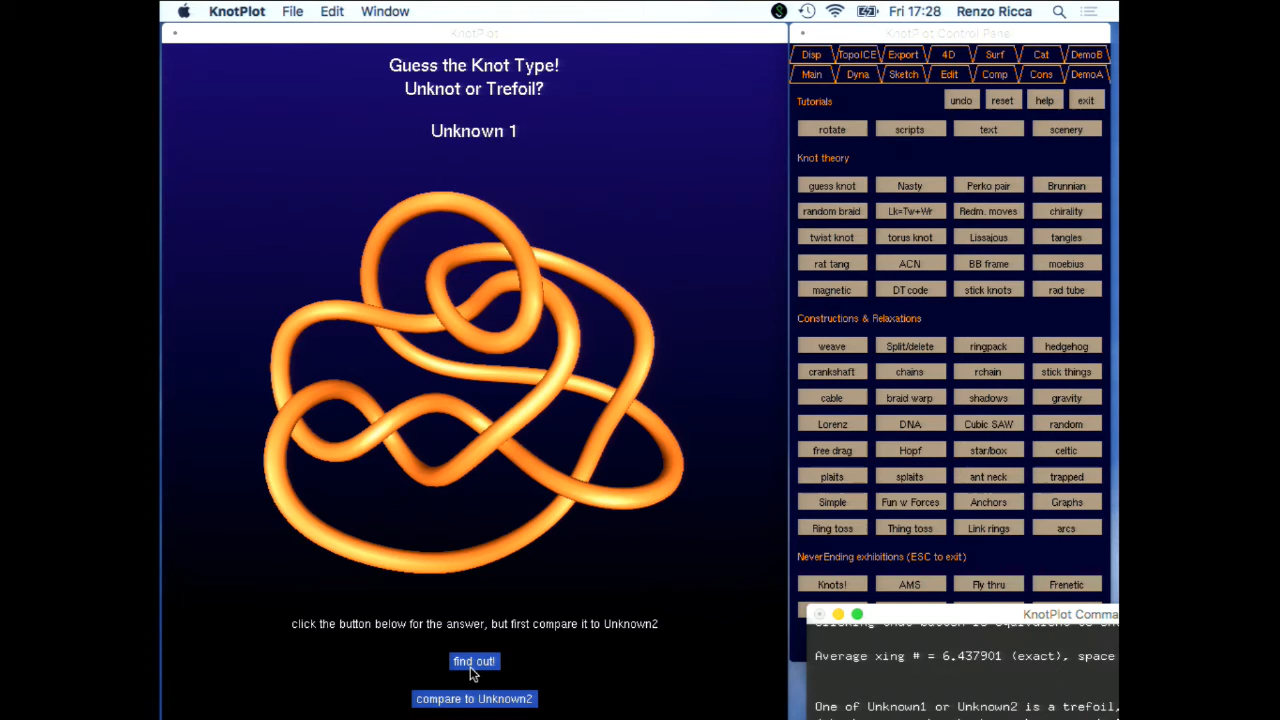 KnotPlot File Edit Window Fri 17:28 Renzo Ricca
KnotPlot
Guess the Knot Type!
Unknot or Trefoil?
Unknown 1
click the button below for the answer, but first compare it to Unknown2
find out!
compare to Unknown2
KnotPlot Control Panel
Disp TopoICE Export 4D Surf Cat DemoB
Main Dyna Sketch Edit Comp Cons DemoA
Tutorials undo reset help exit
rotate scripts text scenery
Knot theory
guess knot Nasty Perko pair Brunnian
random braid Lk=Tw+Wr Redm. moves chirality
twist knot torus knot Lissajous tangles
rat tang ACN BB frame moebius
magnetic DT code stick knots rad tube
Constructions & Relaxations
weave Split/delete ringpack hedgehog
crankshaft chains rchain stick things
cable braid warp shadows gravity
Lorenz DNA Cubic SAW random
free drag Hopf star/box celtic
plaits splaits ant neck trapped
Simple Fun w Forces Anchors Graphs
Ring toss Thing toss Link rings arcs
NeverEnding exhibitions (ESC to exit)
Knots! AMS Fly thru Frenetic
KnotPlot Comma
Average xing # = 6.437901 (exact), space
One of Unknown1 or Unknown2 is a trefoil,